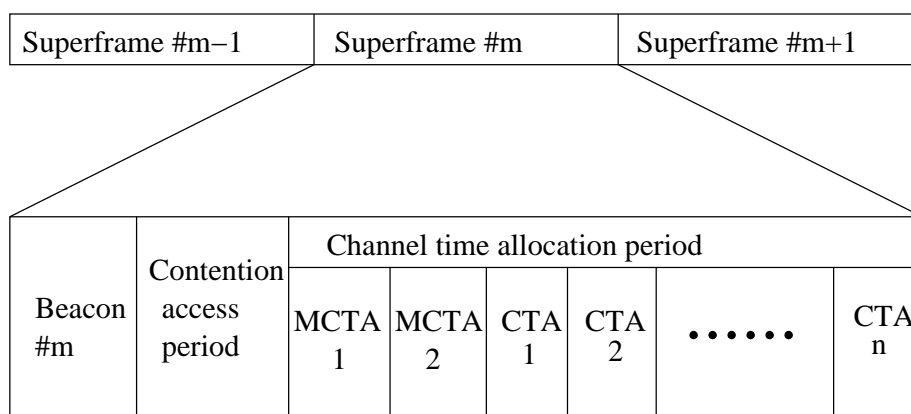 Superframe #m−1
Superframe #m
Superframe #m+1
Beacon
#m
Contention
access
period
Channel time allocation period
MCTA
1
MCTA
2
CTA
1
CTA
2
......
CTA
n